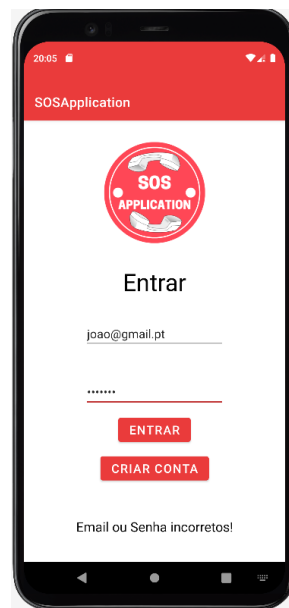 20:05
SOSApplication
SOS
APPLICATION
Entrar
joao@gmail.pt
•••••••
ENTRAR
CRIAR CONTA
Email ou Senha incorretos!